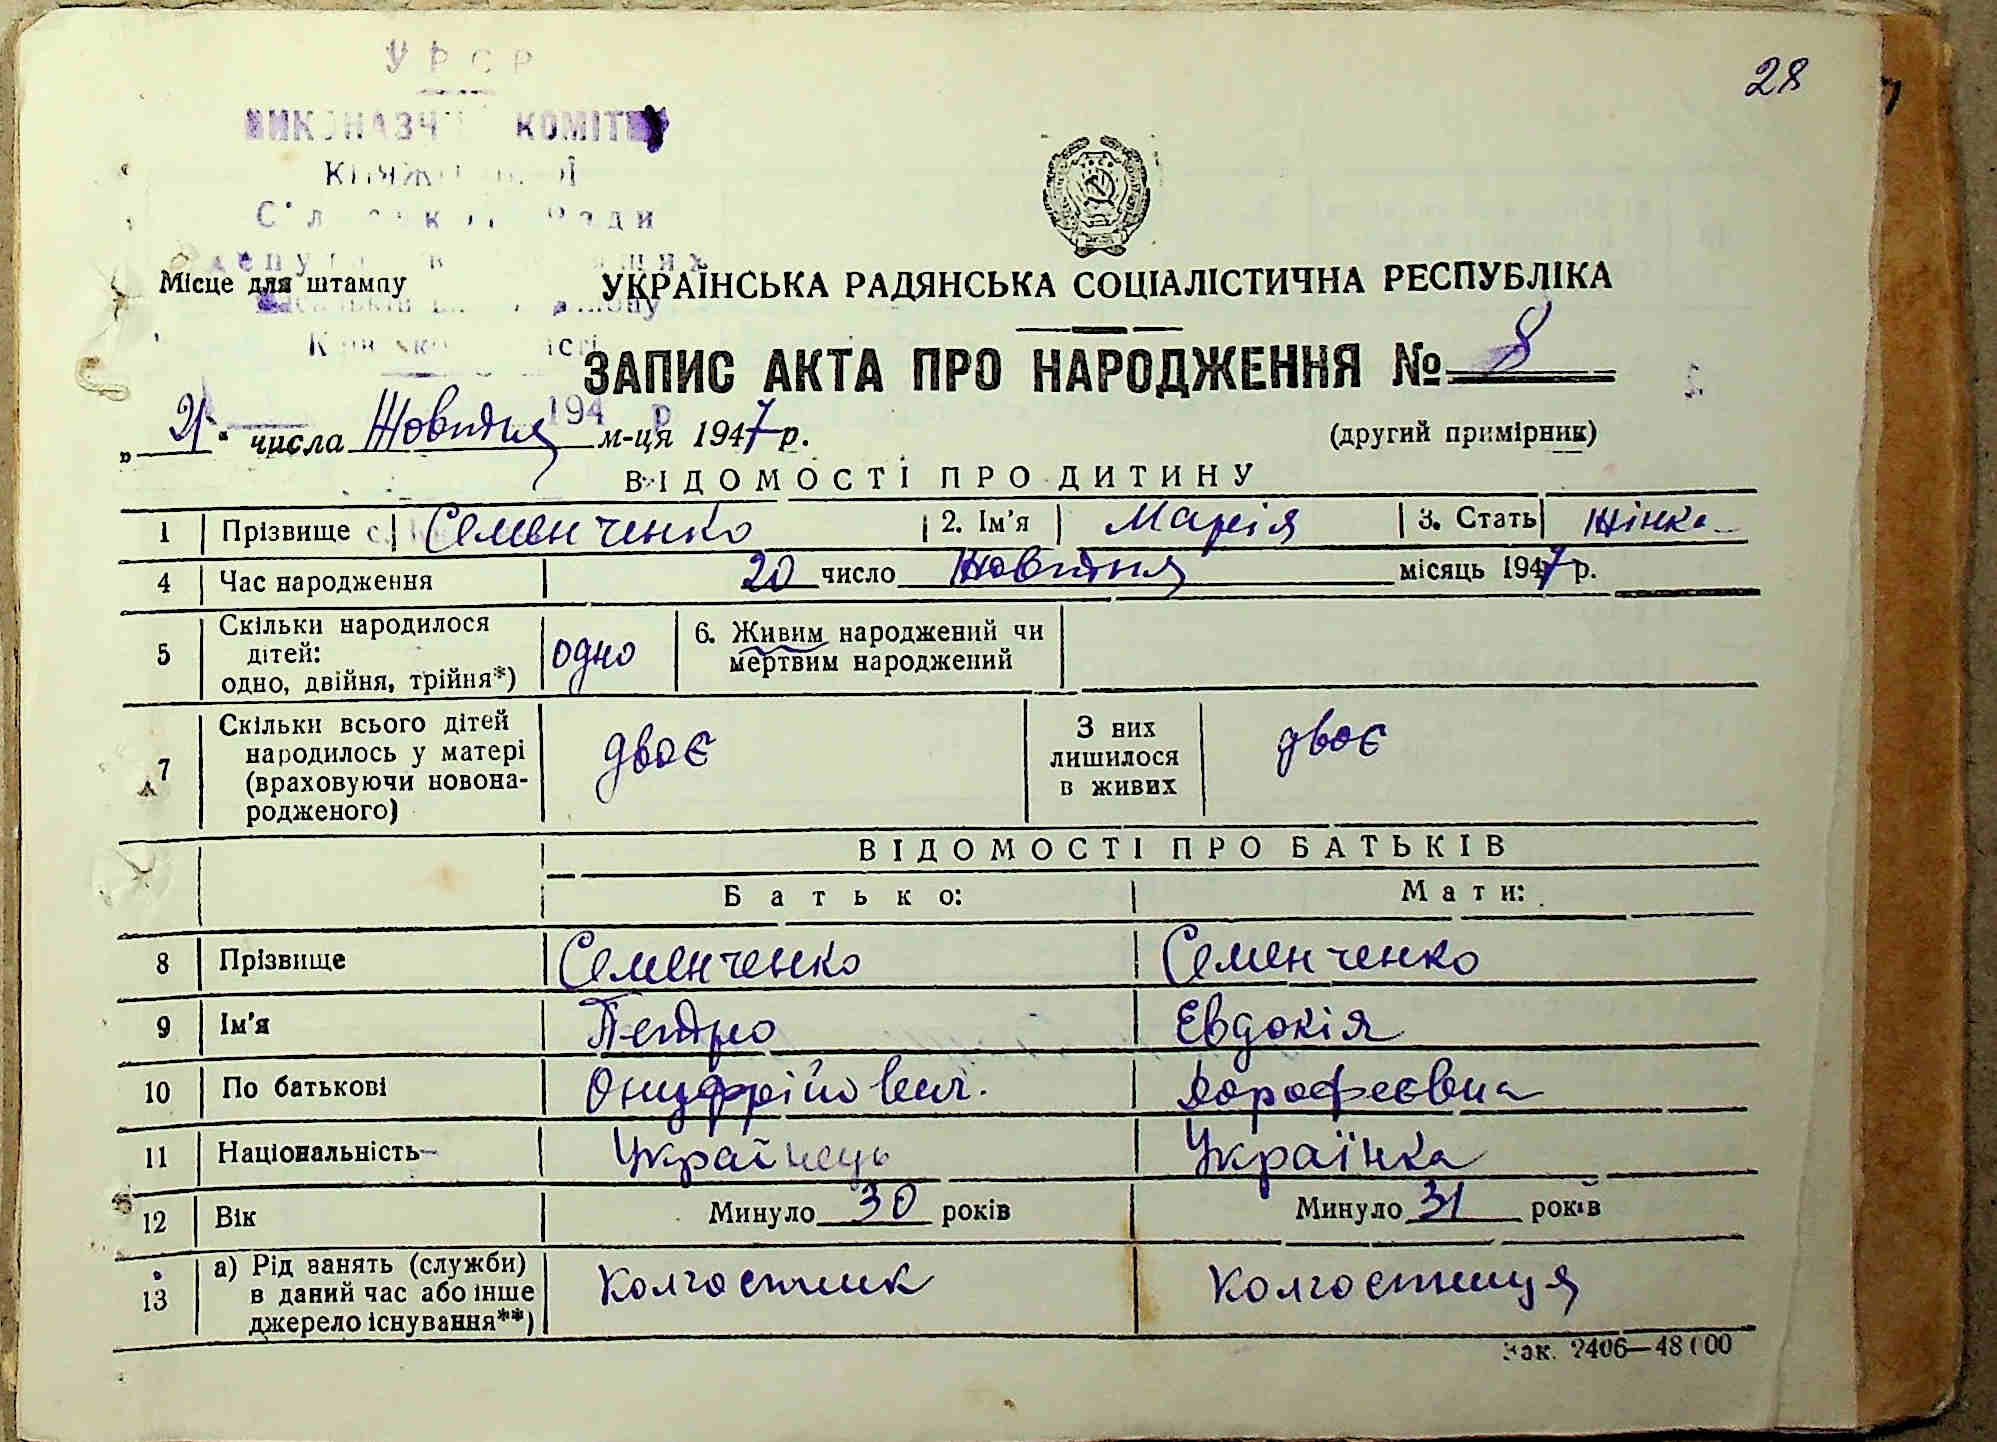 28
УРСР
Місце для штампу
УКРАЇНСЬКА РАДЯНСЬКА СОЦІАЛІСТИЧНА РЕСПУБЛІКА
ЗАПИС АКТА ПРО НАРОДЖЕННЯ № 8
194 р
„21“ числа Жовтня м-ця 1947 р.
(другий примірник)
ВІДОМОСТІ ПРО ДИТИНУ
1 Прізвище Семенченко 2. Ім'я Марія 3. Стать жінка
4 Час народження 20 число Жовтня місяць 1947 р.
5 Скільки народилося дітей: одно, двійня, трійня*) одно 6. Живим народжений чи мертвим народжений
7 Скільки всього дітей народилось у матері (враховуючи новонародженого) двоє З них лишилося в живих двоє
ВІДОМОСТІ ПРО БАТЬКІВ
Батько: Мати:
8 Прізвище Семенченко Семенченко
9 Ім'я Петро Евдокія
10 По батькові Онуфрійович. Дорофеєвна
11 Національність Українець Українка
12 Вік Минуло 30 років Минуло 31 років
13 а) Рід занять (служби) в даний час або інше джерело існування**) Колгоспник Колгоспниця
Зак. 2406—48000